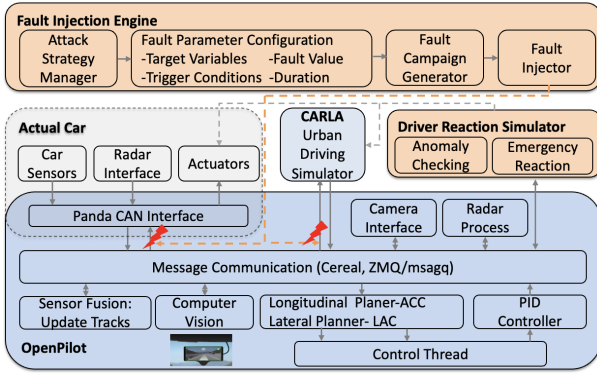 Fault Injection Engine
Attack
Strategy
Manager
Fault Parameter Configuration
-Target Variables -Fault Value
-Trigger Conditions -Duration
Fault
Campaign
Generator
Fault
Injector
Actual Car
Car
Sensors
Radar
Interface
Actuators
CARLA
Urban
Driving
Simulator
Driver Reaction Simulator
Anomaly
Checking
Emergency
Reaction
Panda CAN Interface
Camera
Interface
Radar
Process
Message Communication (Cereal, ZMQ/msagq)
Sensor Fusion:
Update Tracks
Computer
Vision
Longitudinal Planer-ACC
Lateral Planner- LAC
PID
Controller
OpenPilot
Control Thread